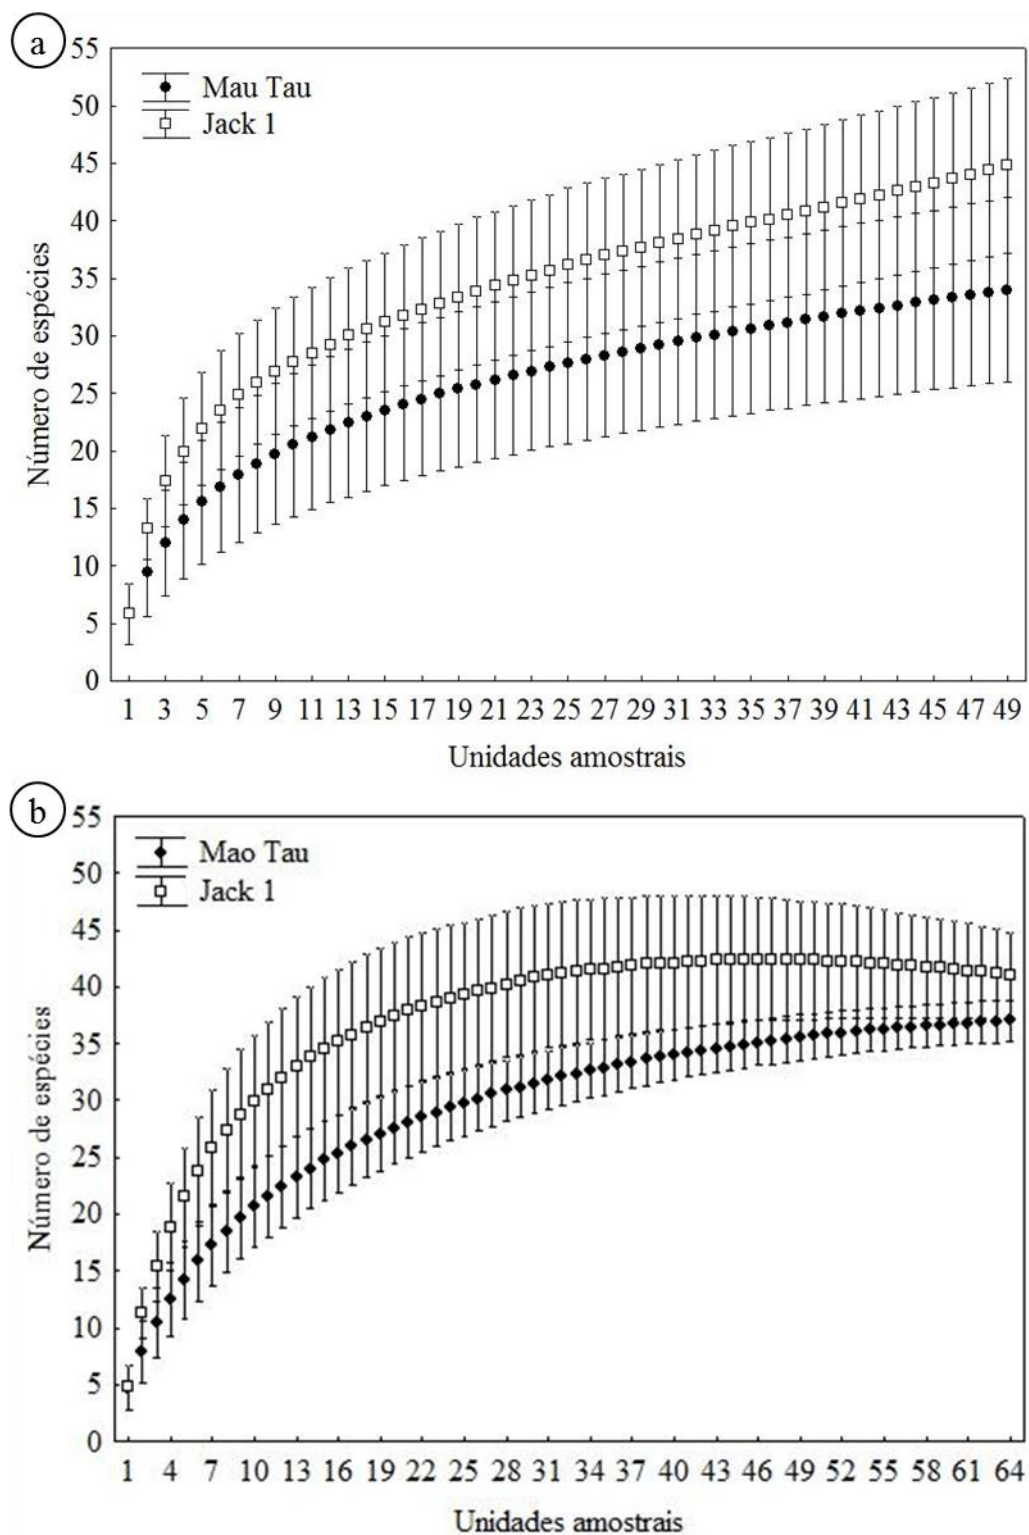 a
55
50
45
40
35
30
25
20
15
10
5
0
Mau Tau
Jack 1
Número de espécies
1 3 5 7 9 11 13 15 17 19 21 23 25 27 29 31 33 35 37 39 41 43 45 47 49
Unidades amostrais
b
55
50
45
40
35
30
25
20
15
10
5
0
Mao Tau
Jack 1
Número de espécies
1 4 7 10 13 16 19 22 25 28 31 34 37 40 43 46 49 52 55 58 61 64
Unidades amostrais